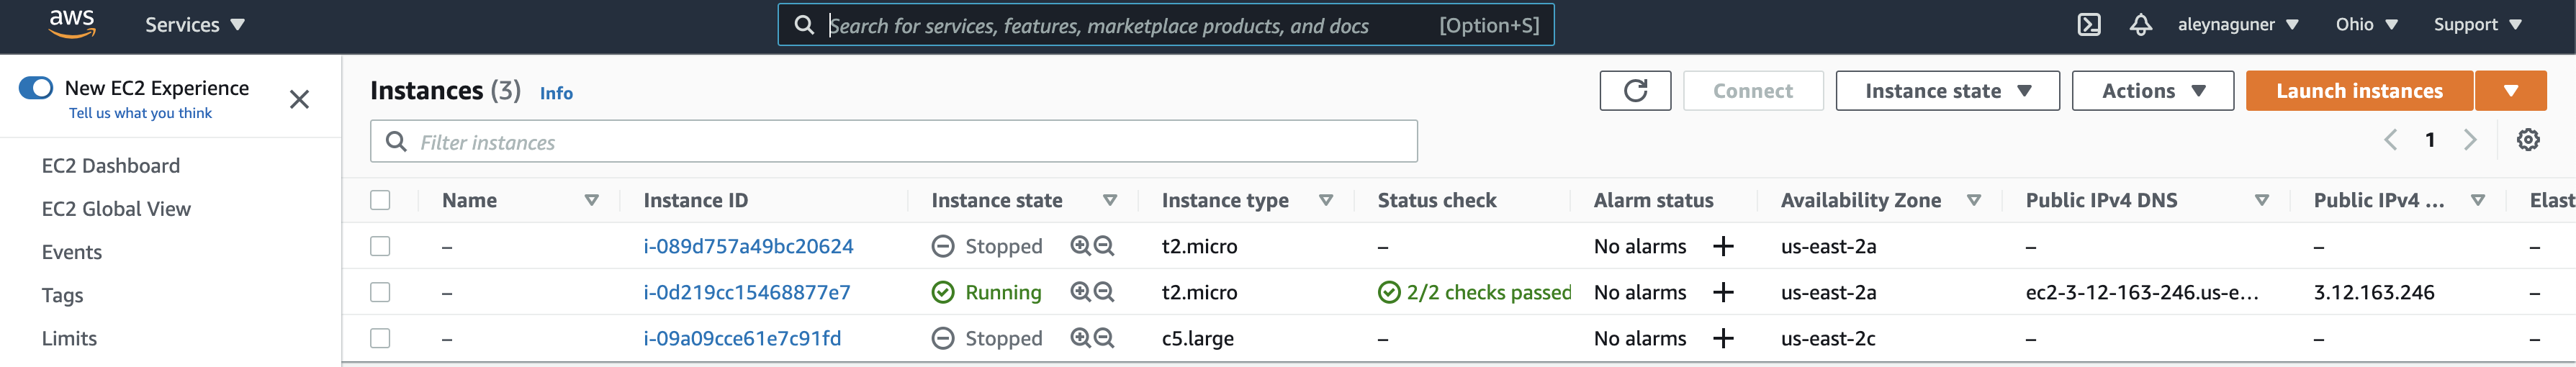 aws Services Search for services, features, marketplace products, and docs [Option+S] aleynaguner Ohio Support
New EC2 Experience
Tell us what you think
EC2 Dashboard
EC2 Global View
Events
Tags
Limits
Instances (3) Info Connect Instance state Actions Launch instances
Filter instances 1
Name Instance ID Instance state Instance type Status check Alarm status Availability Zone Public IPv4 DNS Public IPv4 ... Elast
– i-089d757a49bc20624 Stopped t2.micro – No alarms + us-east-2a – – –
– i-0d219cc15468877e7 Running t2.micro 2/2 checks passed No alarms + us-east-2a ec2-3-12-163-246.us-e... 3.12.163.246 –
– i-09a09cce61e7c91fd Stopped c5.large – No alarms + us-east-2c – – –